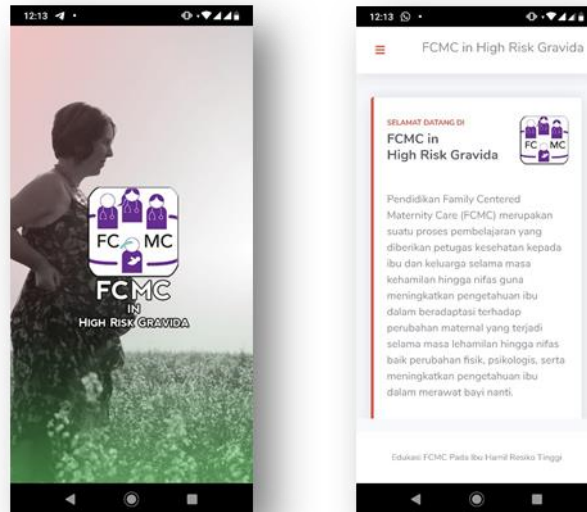 12:13
FC MC
FCMC
IN
HIGH RISK GRAVIDA
12:13
FCMC in High Risk Gravida
SELAMAT DATANG DI
FCMC in
High Risk Gravida
FC MC
Pendidikan Family Centered
Maternity Care (FCMC) merupakan
suatu proses pembelajaran yang
diberikan petugas kesehatan kepada
ibu dan keluarga selama masa
kehamilan hingga nifas guna
meningkatkan pengetahuan ibu
dalam beradaptasi terhadap
perubahan maternal yang terjadi
selama masa lehamilan hingga nifas
baik perubahan fisik, psikologis, serta
meningkatkan pengetahuan ibu
dalam merawat bayi nanti.
Edukasi FCMC Pada Ibu Hamil Resiko Tinggi